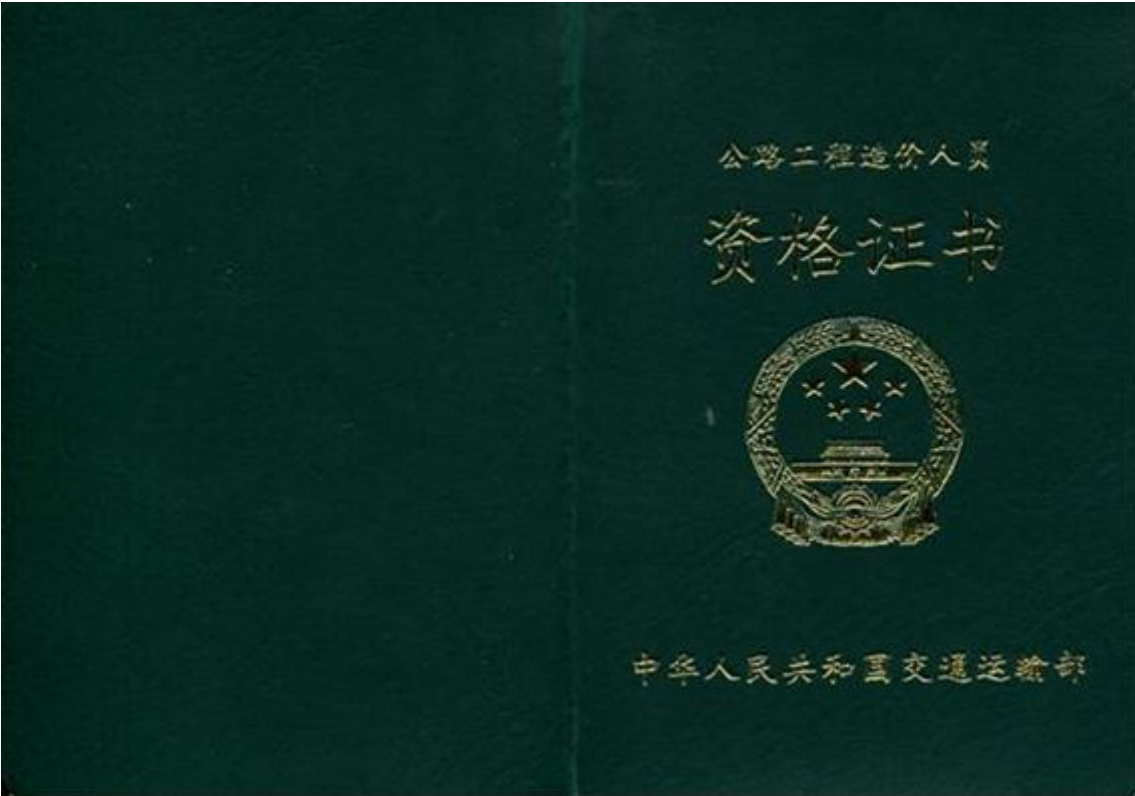 公路工程造价人员
资格证书
中华人民共和国交通运输部